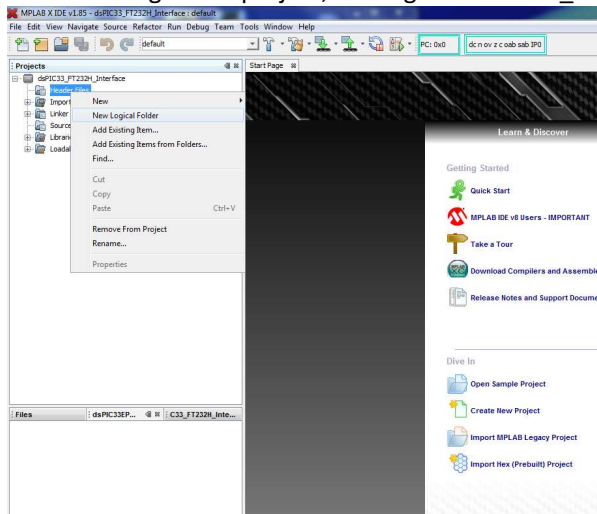 MPLAB X IDE v1.85 - dsPIC33_FT232H_Interface : default
File Edit View Navigate Source Refactor Run Debug Team Tools Window Help
default
PC: 0x0
dc n ov z c oab sab IP0
Projects
Start Page
dsPIC33_FT232H_Interface
Header Files
Import
Linker
Source
Librari
Loadal
New
New Logical Folder
Add Existing Item...
Add Existing Items from Folders...
Find...
Cut
Copy
Paste Ctrl+V
Remove From Project
Rename...
Properties
Learn & Discover
Getting Started
Quick Start
MPLAB IDE v8 Users - IMPORTANT
Take a Tour
Download Compilers and Assemble
Release Notes and Support Docume
Dive In
Open Sample Project
Create New Project
Import MPLAB Legacy Project
Import Hex (Prebuilt) Project
Files
dsPIC33EP...
C33_FT232H_Inte...